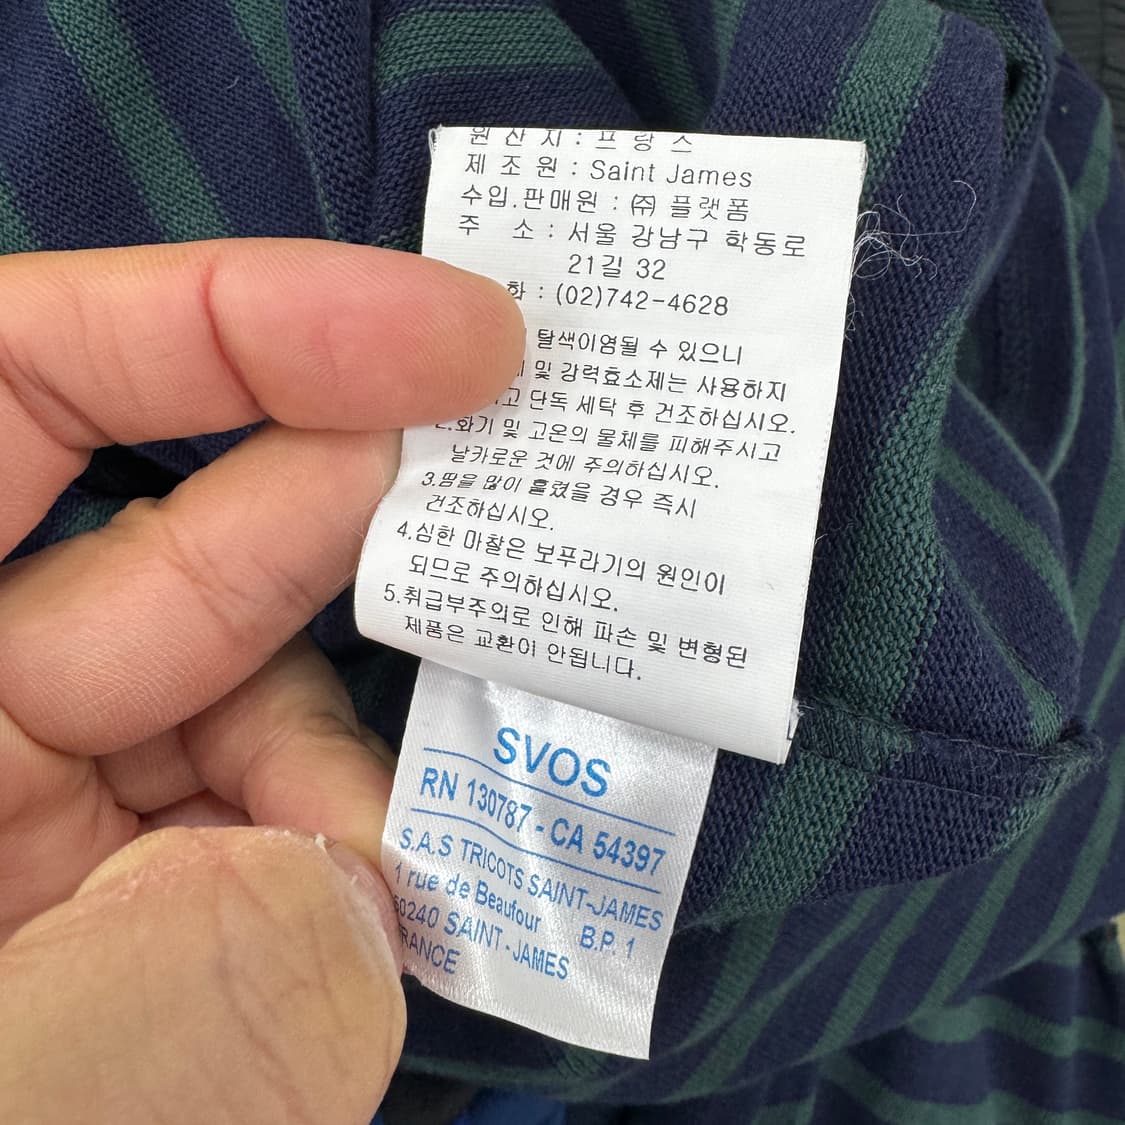 원 산 지 : 프 랑 스
제 조 원 : Saint James
수입.판매원 : ㈜ 플랫폼
주 소 : 서울 강남구 학동로
21길 32
화 : (02)742-4628
탈색이염될 수 있으니
및 강력효소제는 사용하지
고 단독 세탁 후 건조하십시오.
2.화기 및 고온의 물체를 피해주시고
날카로운 것에 주의하십시오.
3.땀을 많이 흘렸을 경우 즉시
건조하십시오.
4.심한 마찰은 보푸라기의 원인이
되므로 주의하십시오.
5.취급부주의로 인해 파손 및 변형된
제품은 교환이 안됩니다.
SVOS
RN 130787 - CA 54397
S.A.S TRICOTS SAINT-JAMES
1 rue de Beaufour B.P. 1
50240 SAINT-JAMES
FRANCE